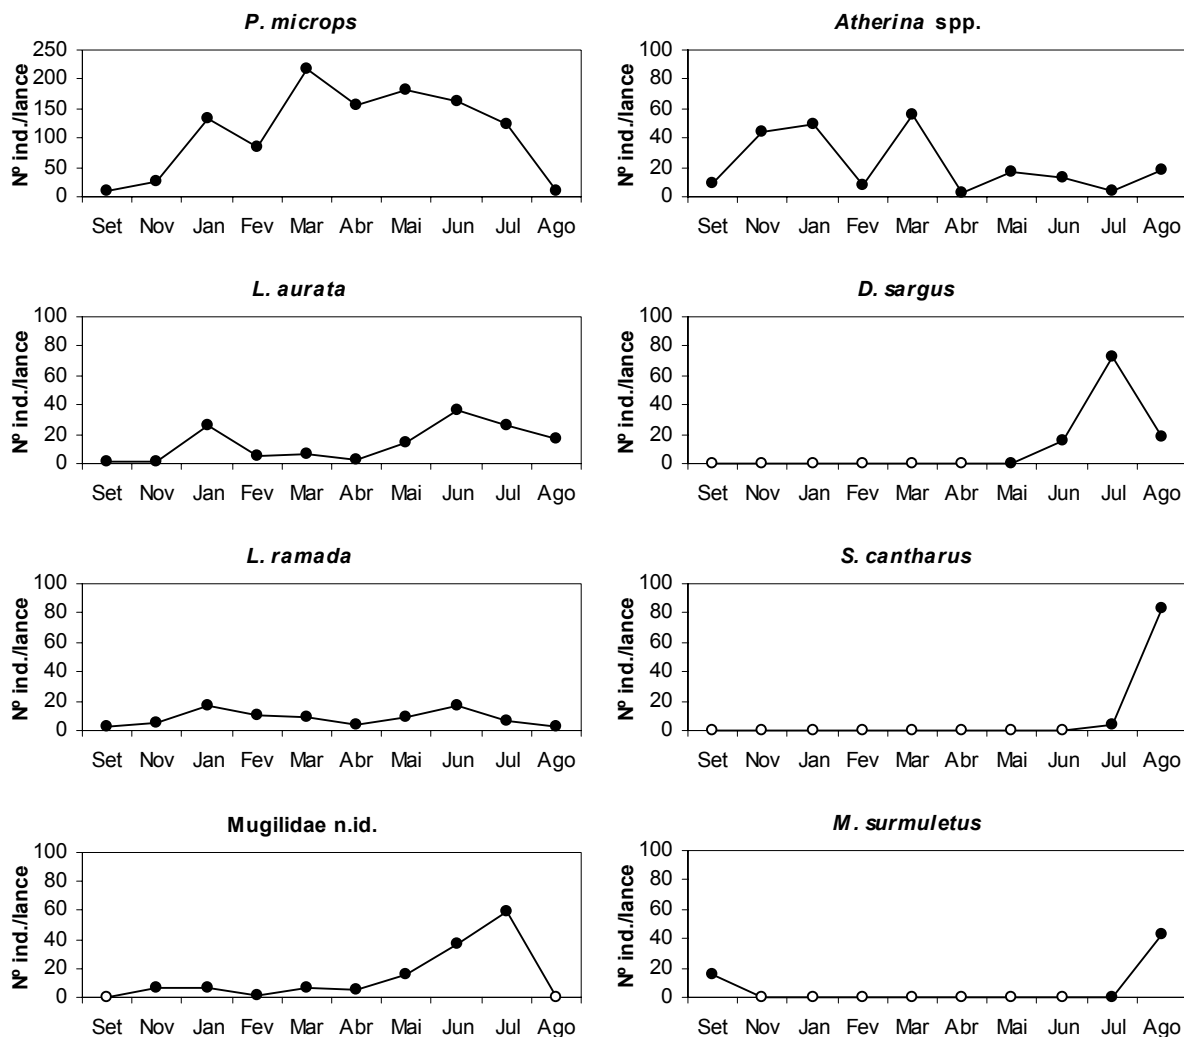 P. microps
250
200
150
100
50
0
Nº ind./lance
Set Nov Jan Fev Mar Abr Mai Jun Jul Ago
Atherina spp.
100
80
60
40
20
0
Nº ind./lance
Set Nov Jan Fev Mar Abr Mai Jun Jul Ago
L. aurata
100
80
60
40
20
0
Nº ind./lance
Set Nov Jan Fev Mar Abr Mai Jun Jul Ago
D. sargus
100
80
60
40
20
0
Nº ind./lance
Set Nov Jan Fev Mar Abr Mai Jun Jul Ago
L. ramada
100
80
60
40
20
0
Nº ind./lance
Set Nov Jan Fev Mar Abr Mai Jun Jul Ago
S. cantharus
100
80
60
40
20
0
Nº ind./lance
Set Nov Jan Fev Mar Abr Mai Jun Jul Ago
Mugilidae n.id.
100
80
60
40
20
0
Nº ind./lance
Set Nov Jan Fev Mar Abr Mai Jun Jul Ago
M. surmuletus
100
80
60
40
20
0
Nº ind./lance
Set Nov Jan Fev Mar Abr Mai Jun Jul Ago